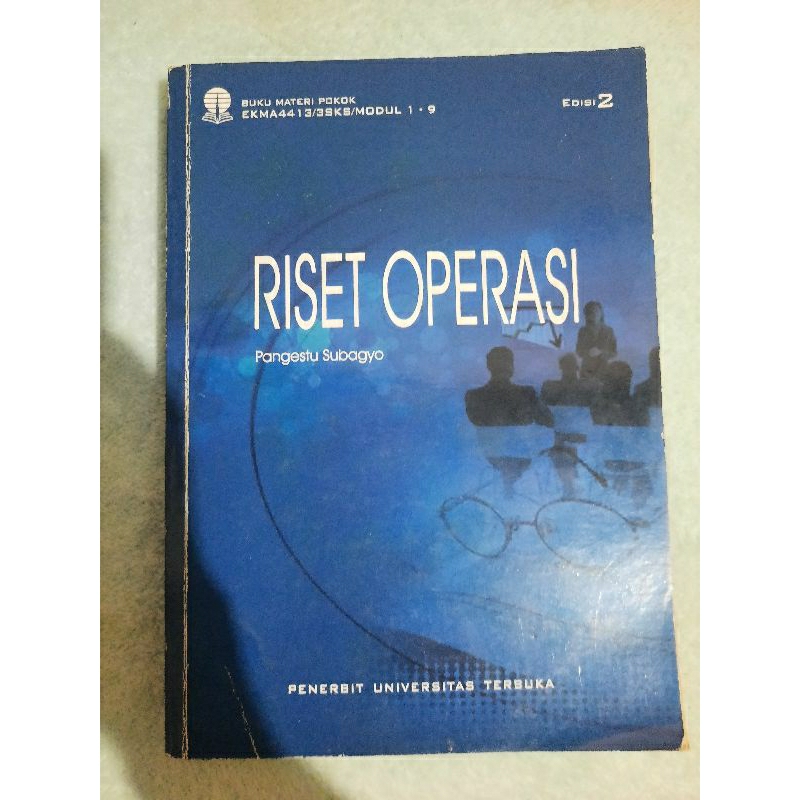 BUKU MATERI POKOK
EKMA4413/3SKS/MODUL 1 - 9
EDISI 2
RISET OPERASI
Pangestu Subagyo
PENERBIT UNIVERSITAS TERBUKA